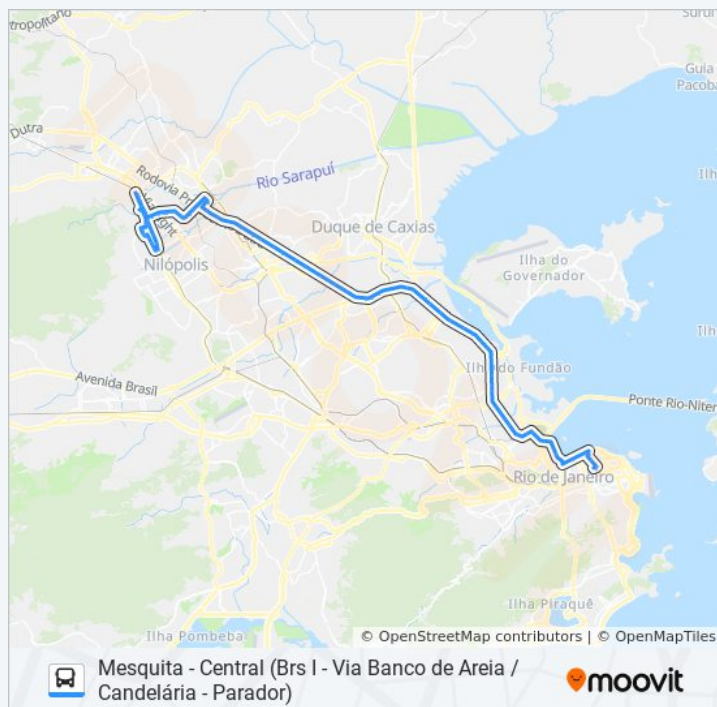 etropolitano
Surui
Guia
Pacoba
Dutra
Rio Sarapuí
Duque de Caxias
Nilópolis
Ilha do
Governador
Avenida Brasil
Ilha do Fundão
Ponte Rio-Niter
Rio de Janeiro
Ilha Piraquê
Ilha Pombeba
© OpenStreetMap contributors | © OpenMapTiles
Mesquita - Central (Brs I - Via Banco de Areia /
Candelária - Parador)
moovit